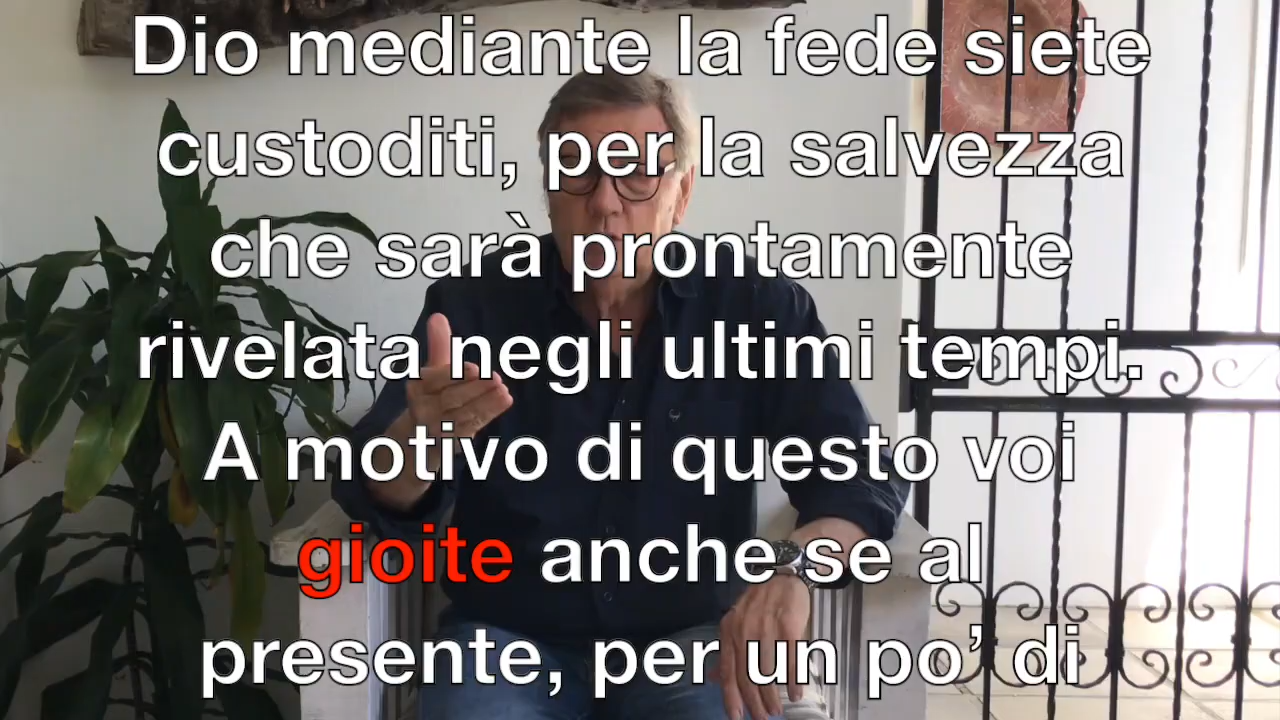 Dio mediante la fede siete
custoditi, per la salvezza
che sarà prontamente
rivelata negli ultimi tempi.
A motivo di questo voi
gioite anche se al
presente, per un po’ di